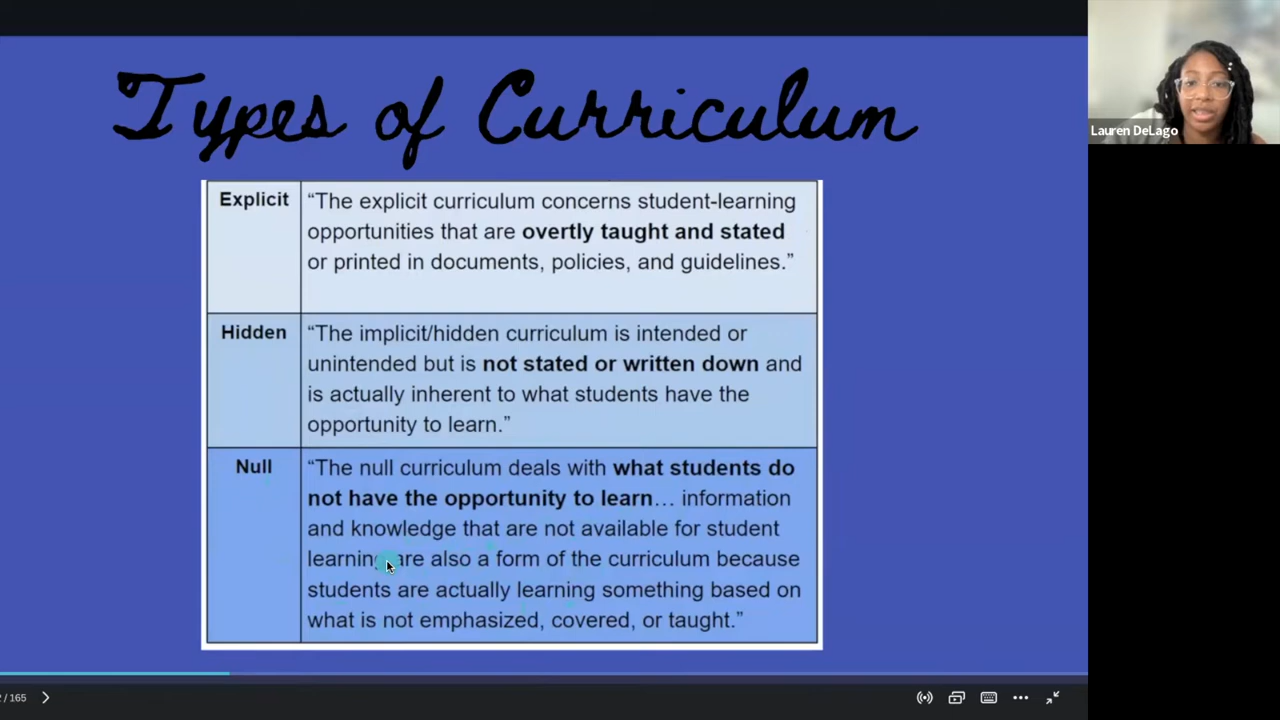 Types of Curriculum
Explicit
“The explicit curriculum concerns student-learning
opportunities that are overtly taught and stated
or printed in documents, policies, and guidelines.”
Hidden
“The implicit/hidden curriculum is intended or
unintended but is not stated or written down and
is actually inherent to what students have the
opportunity to learn.”
Null
“The null curriculum deals with what students do
not have the opportunity to learn… information
and knowledge that are not available for student
learning are also a form of the curriculum because
students are actually learning something based on
what is not emphasized, covered, or taught.”
Lauren DeLago
/ 165